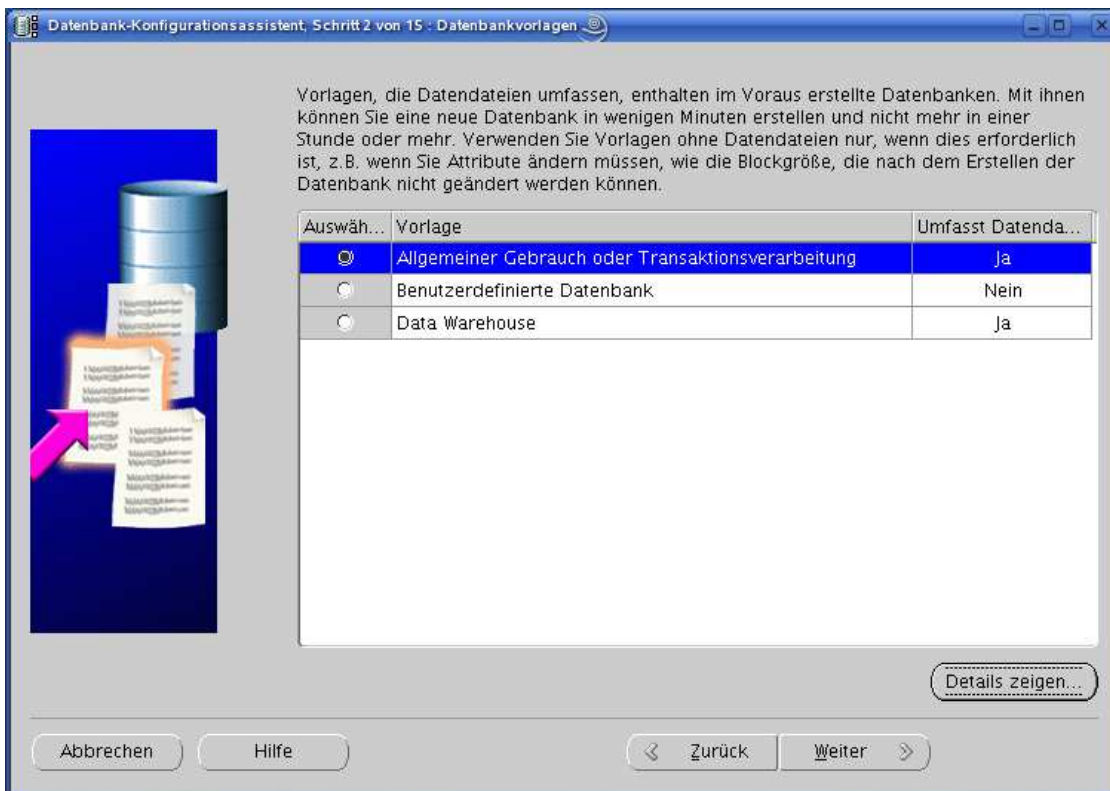 Datenbank-Konfigurationsassistent, Schritt 2 von 15 : Datenbankvorlagen
Vorlagen, die Datendateien umfassen, enthalten im Voraus erstellte Datenbanken. Mit ihnen
können Sie eine neue Datenbank in wenigen Minuten erstellen und nicht mehr in einer
Stunde oder mehr. Verwenden Sie Vorlagen ohne Datendateien nur, wenn dies erforderlich
ist, z.B. wenn Sie Attribute ändern müssen, wie die Blockgröße, die nach dem Erstellen der
Datenbank nicht geändert werden können.
Auswäh... Vorlage Umfasst Datenda...
Allgemeiner Gebrauch oder Transaktionsverarbeitung Ja
Benutzerdefinierte Datenbank Nein
Data Warehouse Ja
Details zeigen...
Abbrechen Hilfe Zurück Weiter